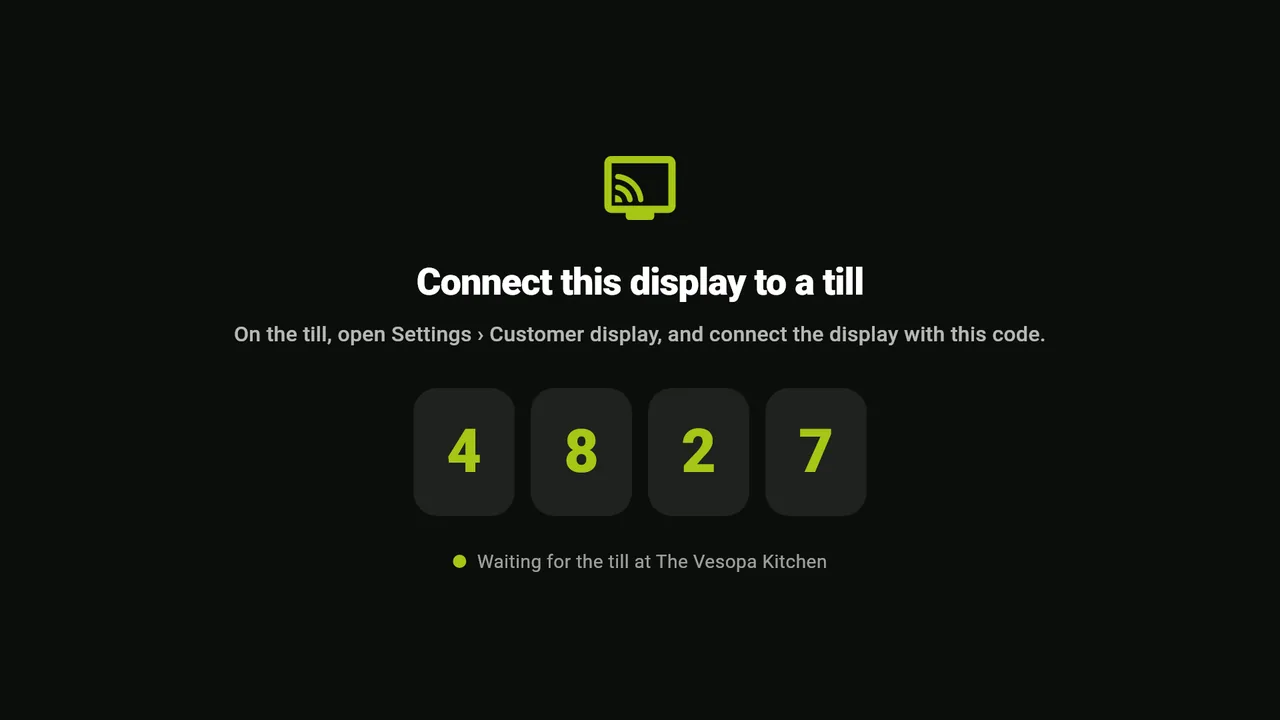 Connect this display to a till
On the till, open Settings › Customer display, and connect the display with this code.
4 8 2 7
Waiting for the till at The Vesopa Kitchen